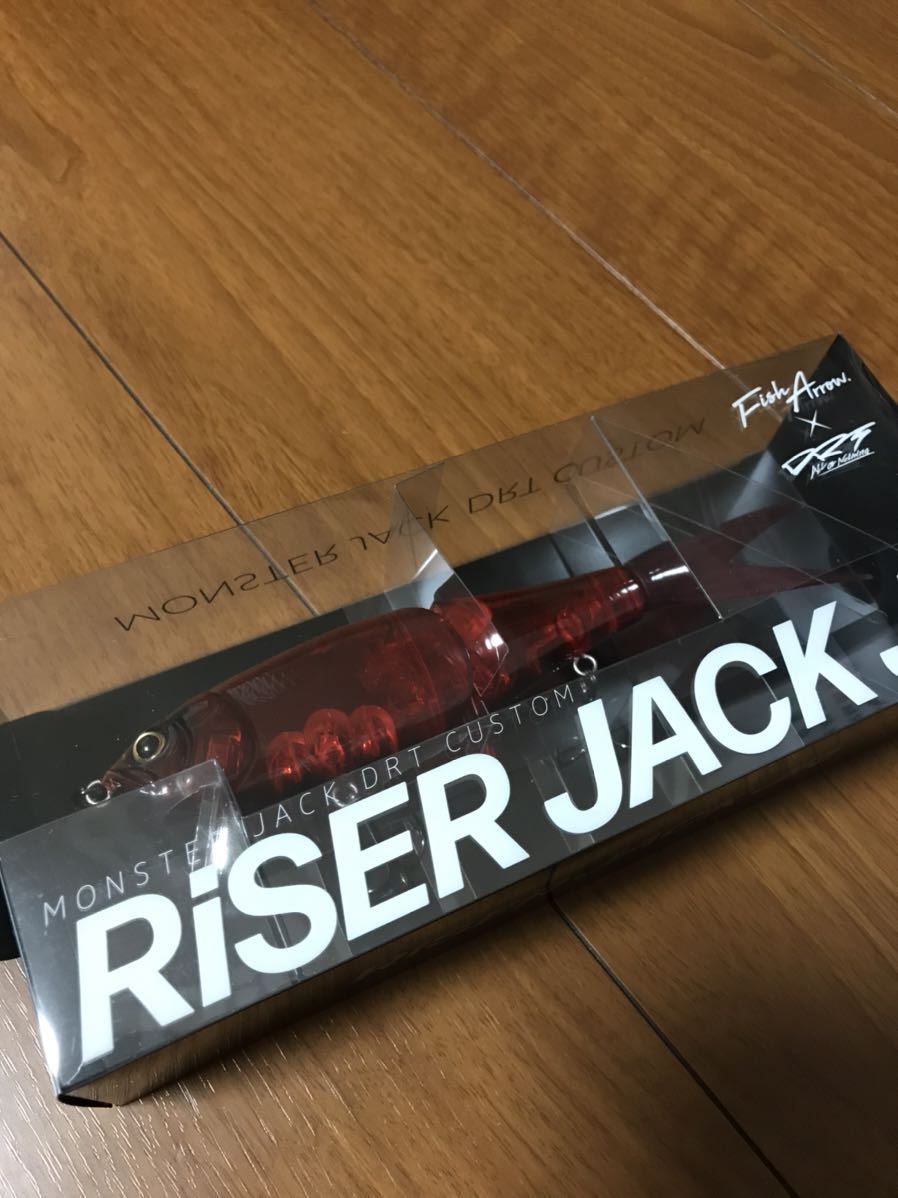 Fish Arrow.
×
DRT
MONSTER JACK DRT CUSTOM
MONSTER JACK DRT CUSTOM
RiSER JACK